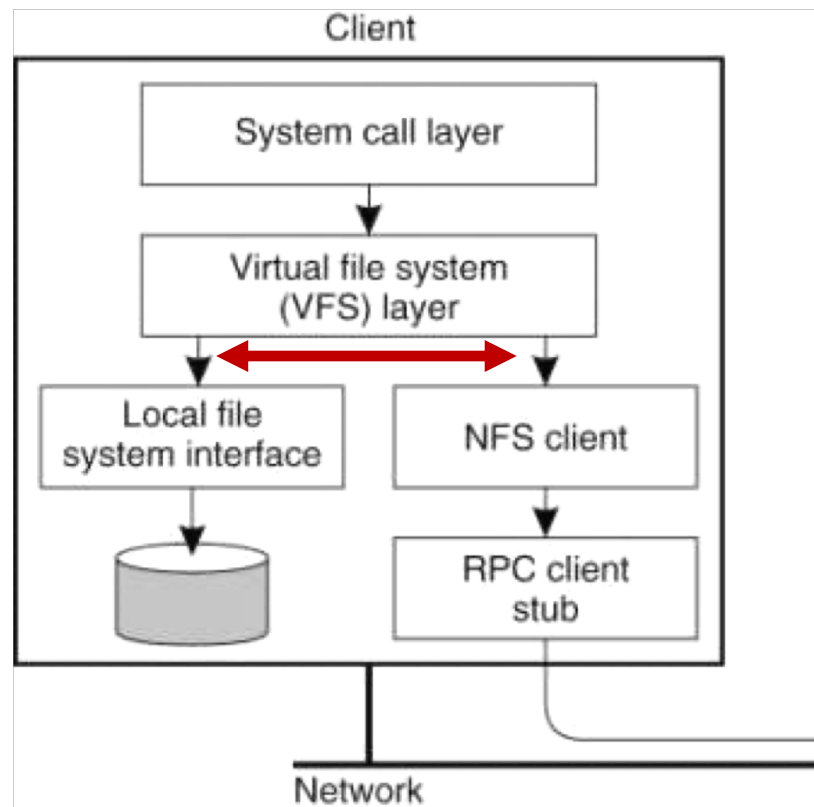 Client
System call layer
Virtual file system
(VFS) layer
Local file
system interface
NFS client
RPC client
stub
Network